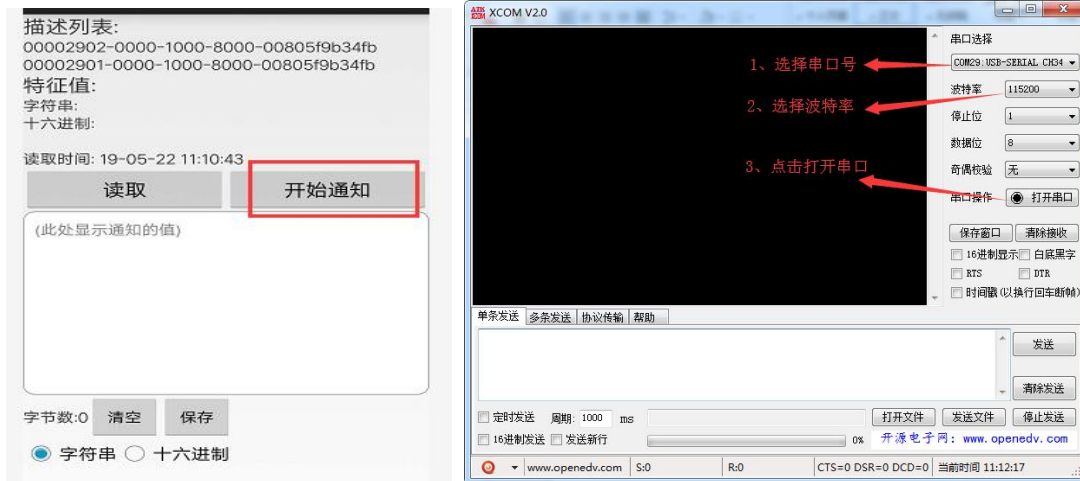 描述列表:
00002902-0000-1000-8000-00805f9b34fb
00002901-0000-1000-8000-00805f9b34fb
特征值:
字符串:
十六进制:
读取时间: 19-05-22 11:10:43
读取
开始通知
(此处显示通知的值)
字节数:0
清空
保存
字符串
十六进制
ATK XCOM
XCOM V2.0
1、选择串口号
2、选择波特率
3、点击打开串口
串口选择
COM29:USB-SERIAL CH34
波特率
115200
停止位
1
数据位
8
奇偶校验
无
串口操作
打开串口
保存窗口
清除接收
16进制显示
白底黑字
RTS
DTR
时间戳(以换行回车断帧)
单条发送
多条发送
协议传输
帮助
发送
清除发送
定时发送
周期: 1000 ms
打开文件
发送文件
停止发送
16进制发送
发送新行
0%
开源电子网: www.openedv.com
www.openedv.com
S:0
R:0
CTS=0 DSR=0 DCD=0
当前时间 11:12:17